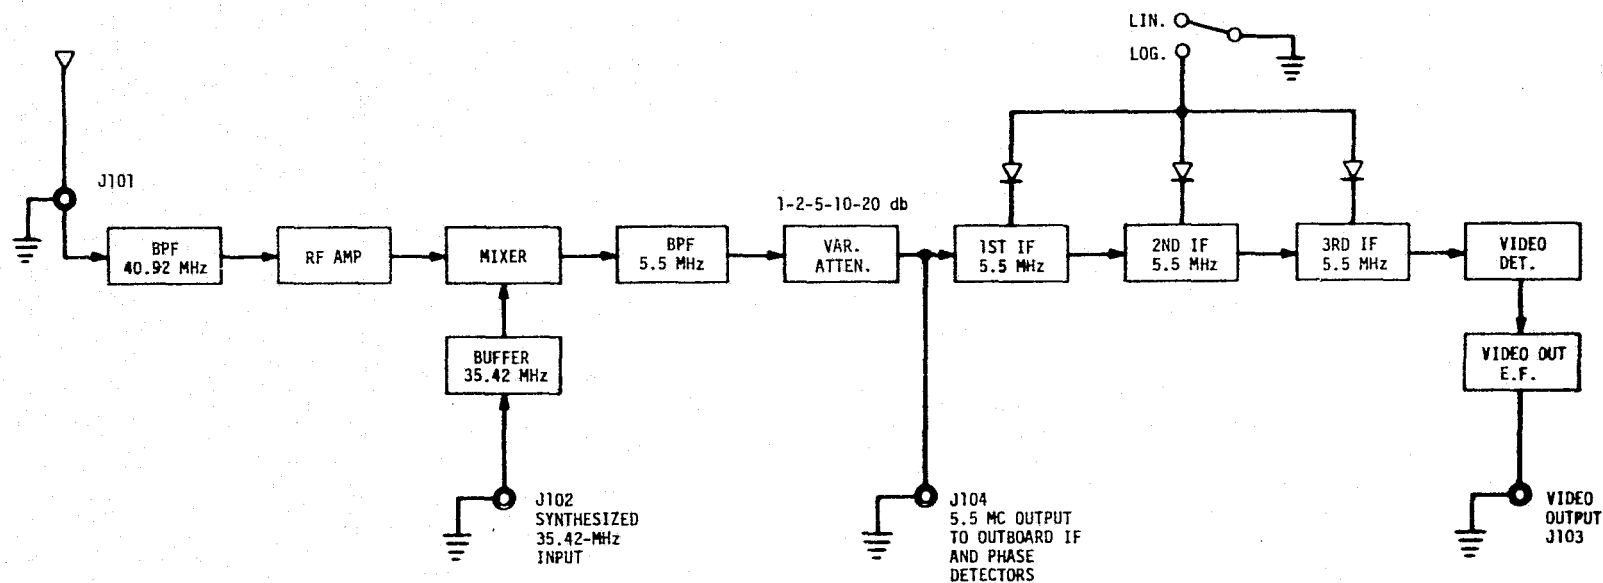 LIN.
LOG.
J101
1-2-5-10-20 db
BPF
40.92 MHz
RF AMP
MIXER
BPF
5.5 MHz
VAR.
ATTEN.
1ST IF
5.5 MHz
2ND IF
5.5 MHz
3RD IF
5.5 MHz
VIDEO
DET.
BUFFER
35.42 MHz
VIDEO OUT
E.F.
J102
SYNTHESIZED
35.42-MHz
INPUT
J104
5.5 MC OUTPUT
TO OUTBOARD IF
AND PHASE
DETECTORS
VIDEO
OUTPUT
J103